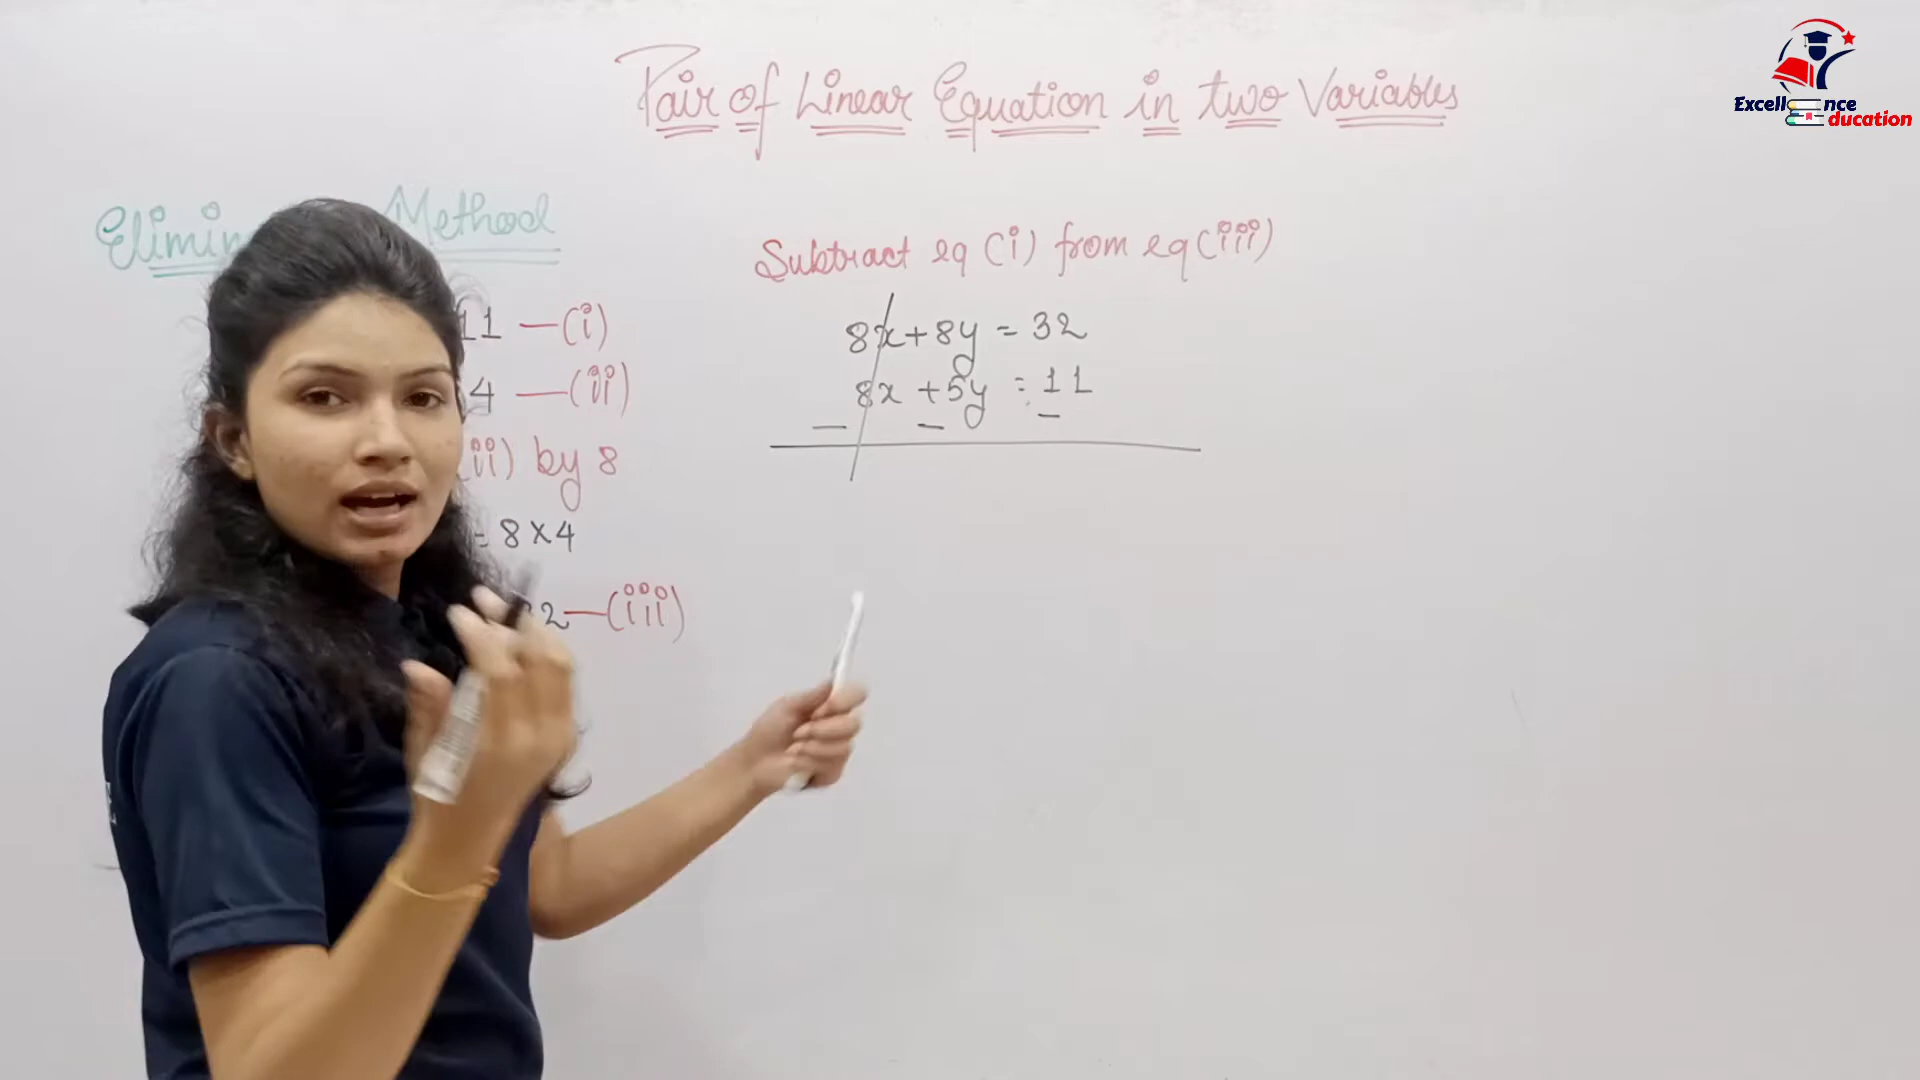 Pair of Linear Equation in two Variables
Excellence
Education
Method
Subtract eq (i) from eq (iii)
11 —(i)
8x + 8y = 32
4 —(ii)
8x + 5y = 11
— — —
(ii) by 8
= 8 x 4
2 —(iii)